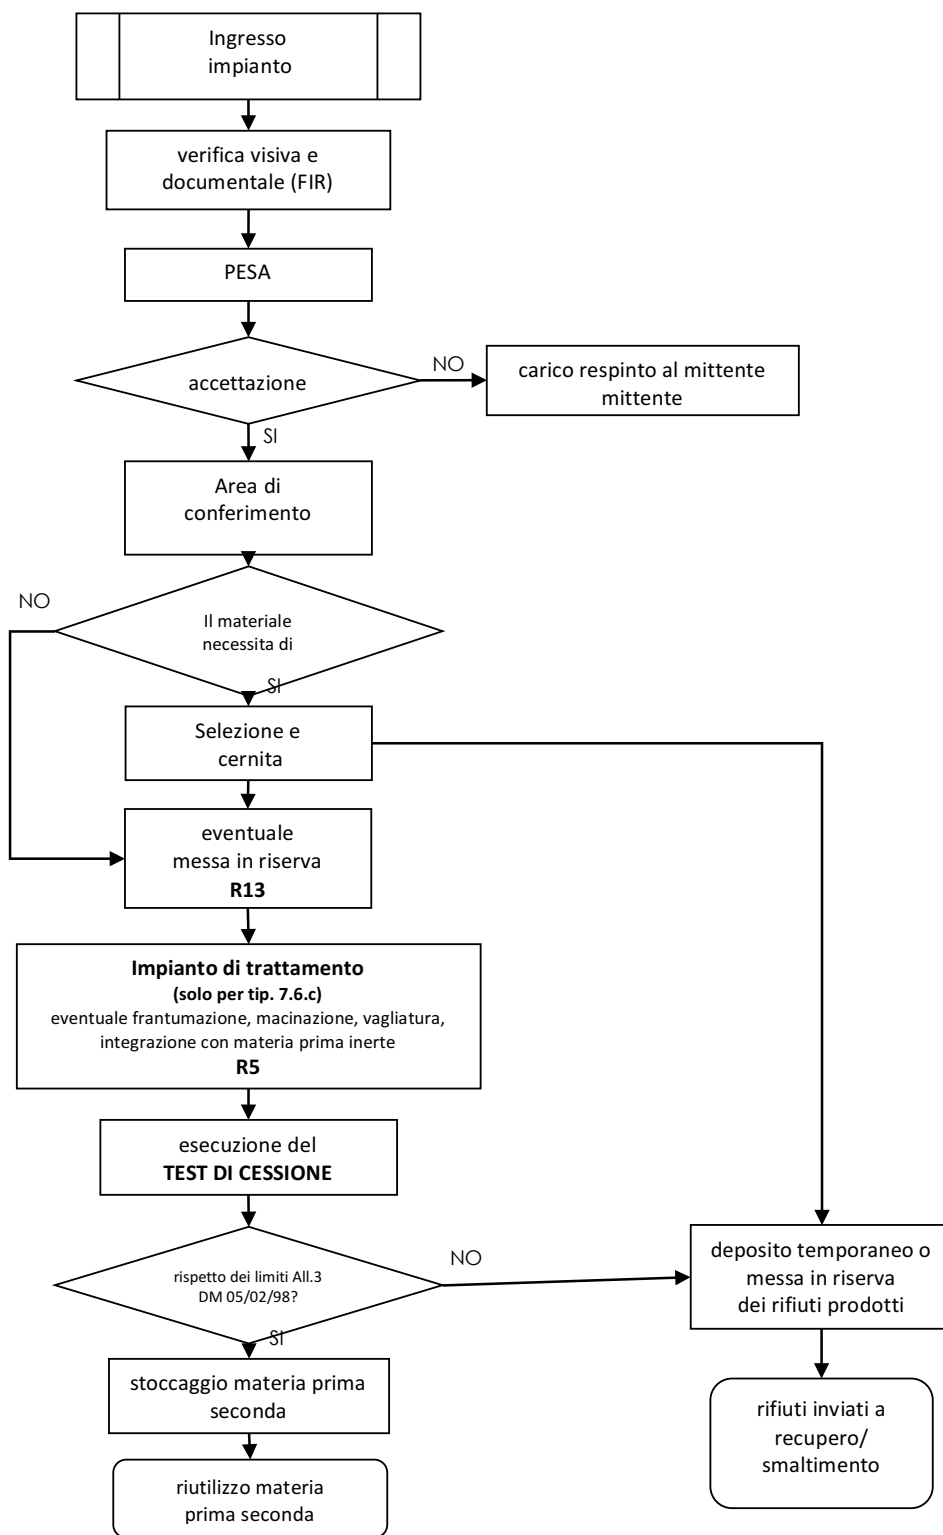 Ingresso
impianto
verifica visiva e
documentale (FIR)
PESA
accettazione
NO
carico respinto al mittente
mittente
SI
Area di
conferimento
NO
Il materiale
necessita di
SI
Selezione e
cernita
eventuale
messa in riserva
R13
Impianto di trattamento
(solo per tip. 7.6.c)
eventuale frantumazione, macinazione, vagliatura,
integrazione con materia prima inerte
R5
esecuzione del
TEST DI CESSIONE
rispetto dei limiti All.3
DM 05/02/98?
NO
deposito temporaneo o
messa in riserva
dei rifiuti prodotti
SI
stoccaggio materia prima
seconda
rifiuti inviati a
recupero/
smaltimento
riutilizzo materia
prima seconda